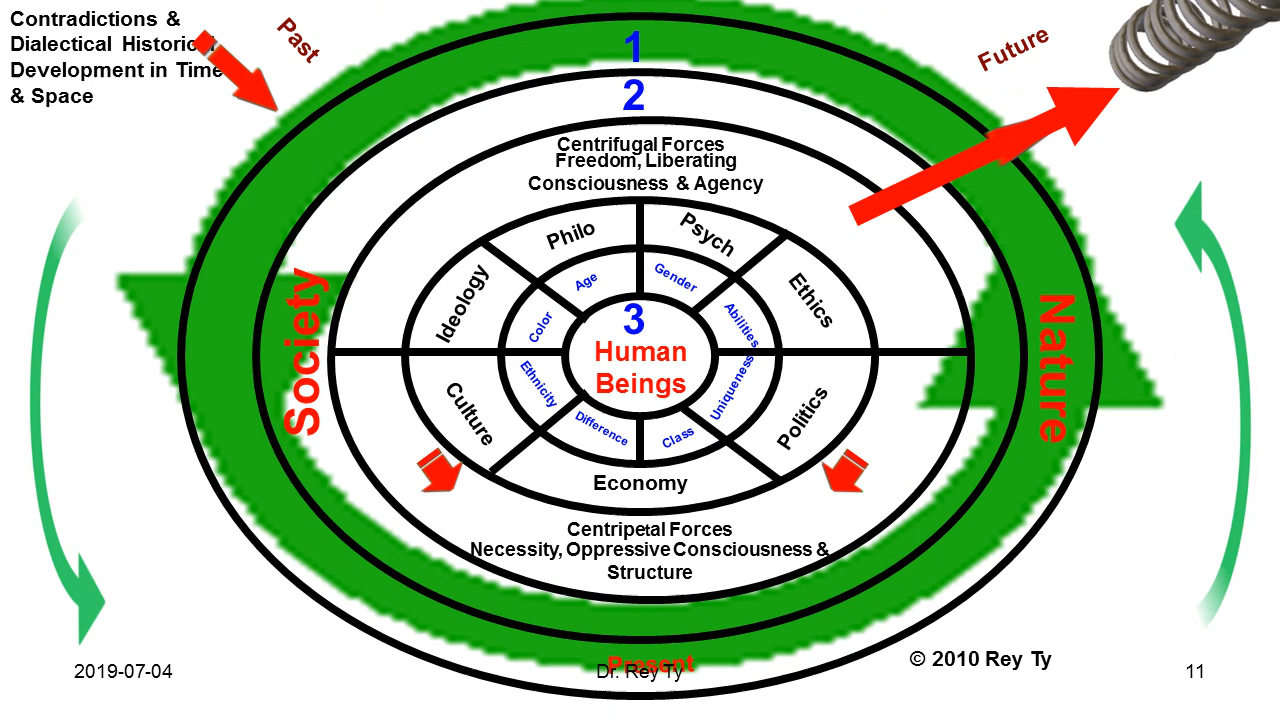 Contradictions &
Dialectical Historical
Development in Time
& Space
Past
Future
1
2
Centrifugal Forces
Freedom, Liberating
Consciousness & Agency
Philo
Psych
Ideology
Ethics
Age
Gender
Color
Abilities
Society
Nature
3
Human
Beings
Ethnicity
Uniqueness
Culture
Politics
Difference
Class
Economy
Centripetal Forces
Necessity, Oppressive Consciousness &
Structure
Present
© 2010 Rey Ty
2019-07-04
Dr. Rey Ty
11